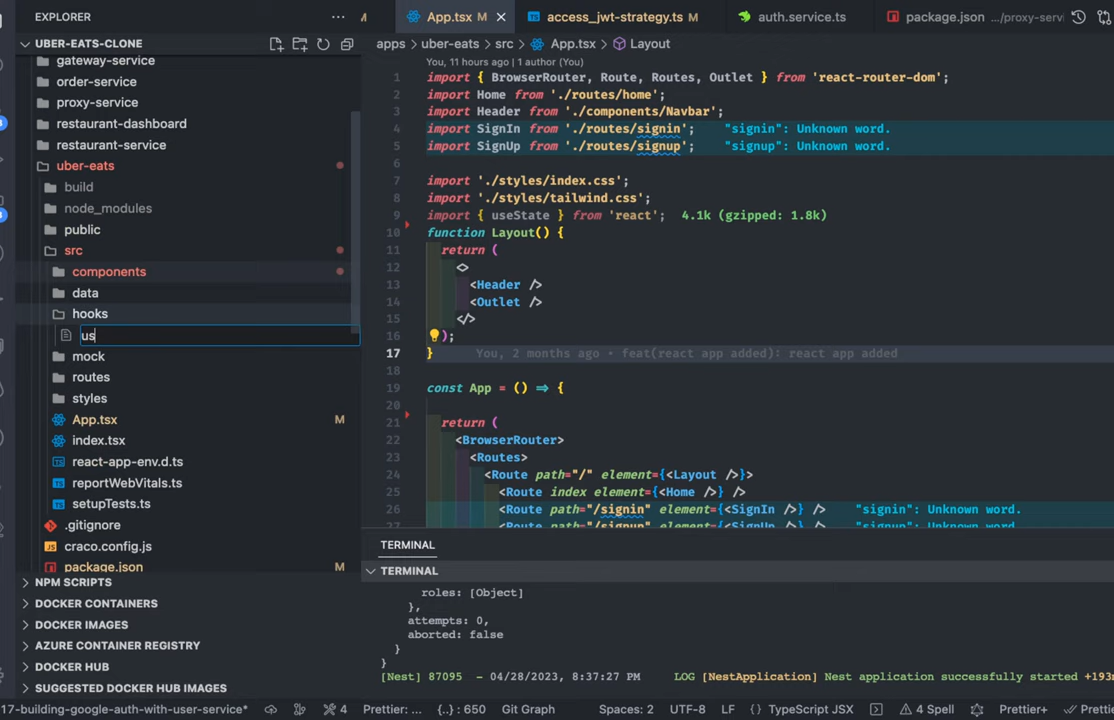 EXPLORER
UBER-EATS-CLONE
gateway-service
order-service
proxy-service
restaurant-dashboard
restaurant-service
uber-eats
build
node_modules
public
src
components
data
hooks
us
mock
routes
styles
App.tsx M
index.tsx
react-app-env.d.ts
reportWebVitals.ts
setupTests.ts
.gitignore
craco.config.js
package.json M
NPM SCRIPTS
DOCKER CONTAINERS
DOCKER IMAGES
AZURE CONTAINER REGISTRY
DOCKER HUB
SUGGESTED DOCKER HUB IMAGES
App.tsx M access_jwt-strategy.ts M auth.service.ts package.json .../proxy-servi
apps > uber-eats > src > App.tsx > Layout
You, 11 hours ago | 1 author (You)
1 import { BrowserRouter, Route, Routes, Outlet } from 'react-router-dom';
2 import Home from './routes/home';
3 import Header from './components/Navbar';
4 import SignIn from './routes/signin'; "signin": Unknown word.
5 import SignUp from './routes/signup'; "signup": Unknown word.
6
7 import './styles/index.css';
8 import './styles/tailwind.css';
9 import { useState } from 'react'; 4.1k (gzipped: 1.8k)
10 function Layout() {
11 return (
12 <>
13 <Header />
14 <Outlet />
15 </>
16 );
17 } You, 2 months ago • feat(react app added): react app added
18
19 const App = () => {
20
21 return (
22 <BrowserRouter>
23 <Routes>
24 <Route path="/" element={<Layout />}>
25 <Route index element={<Home />} />
26 <Route path="/signin" element={<SignIn />} /> "signin": Unknown word.
27 <Route path="/signup" element={<SignUp />} /> "signup": Unknown word.
TERMINAL
TERMINAL
roles: [Object]
},
attempts: 0,
aborted: false
}
}
[Nest] 87095 - 04/28/2023, 8:37:27 PM LOG [NestApplication] Nest application successfully started +193m
17-building-google-auth-with-user-service* 4 Prettier: ... {..} : 650 Git Graph Spaces: 2 UTF-8 LF {} TypeScript JSX 4 Spell Prettier+ Prettie